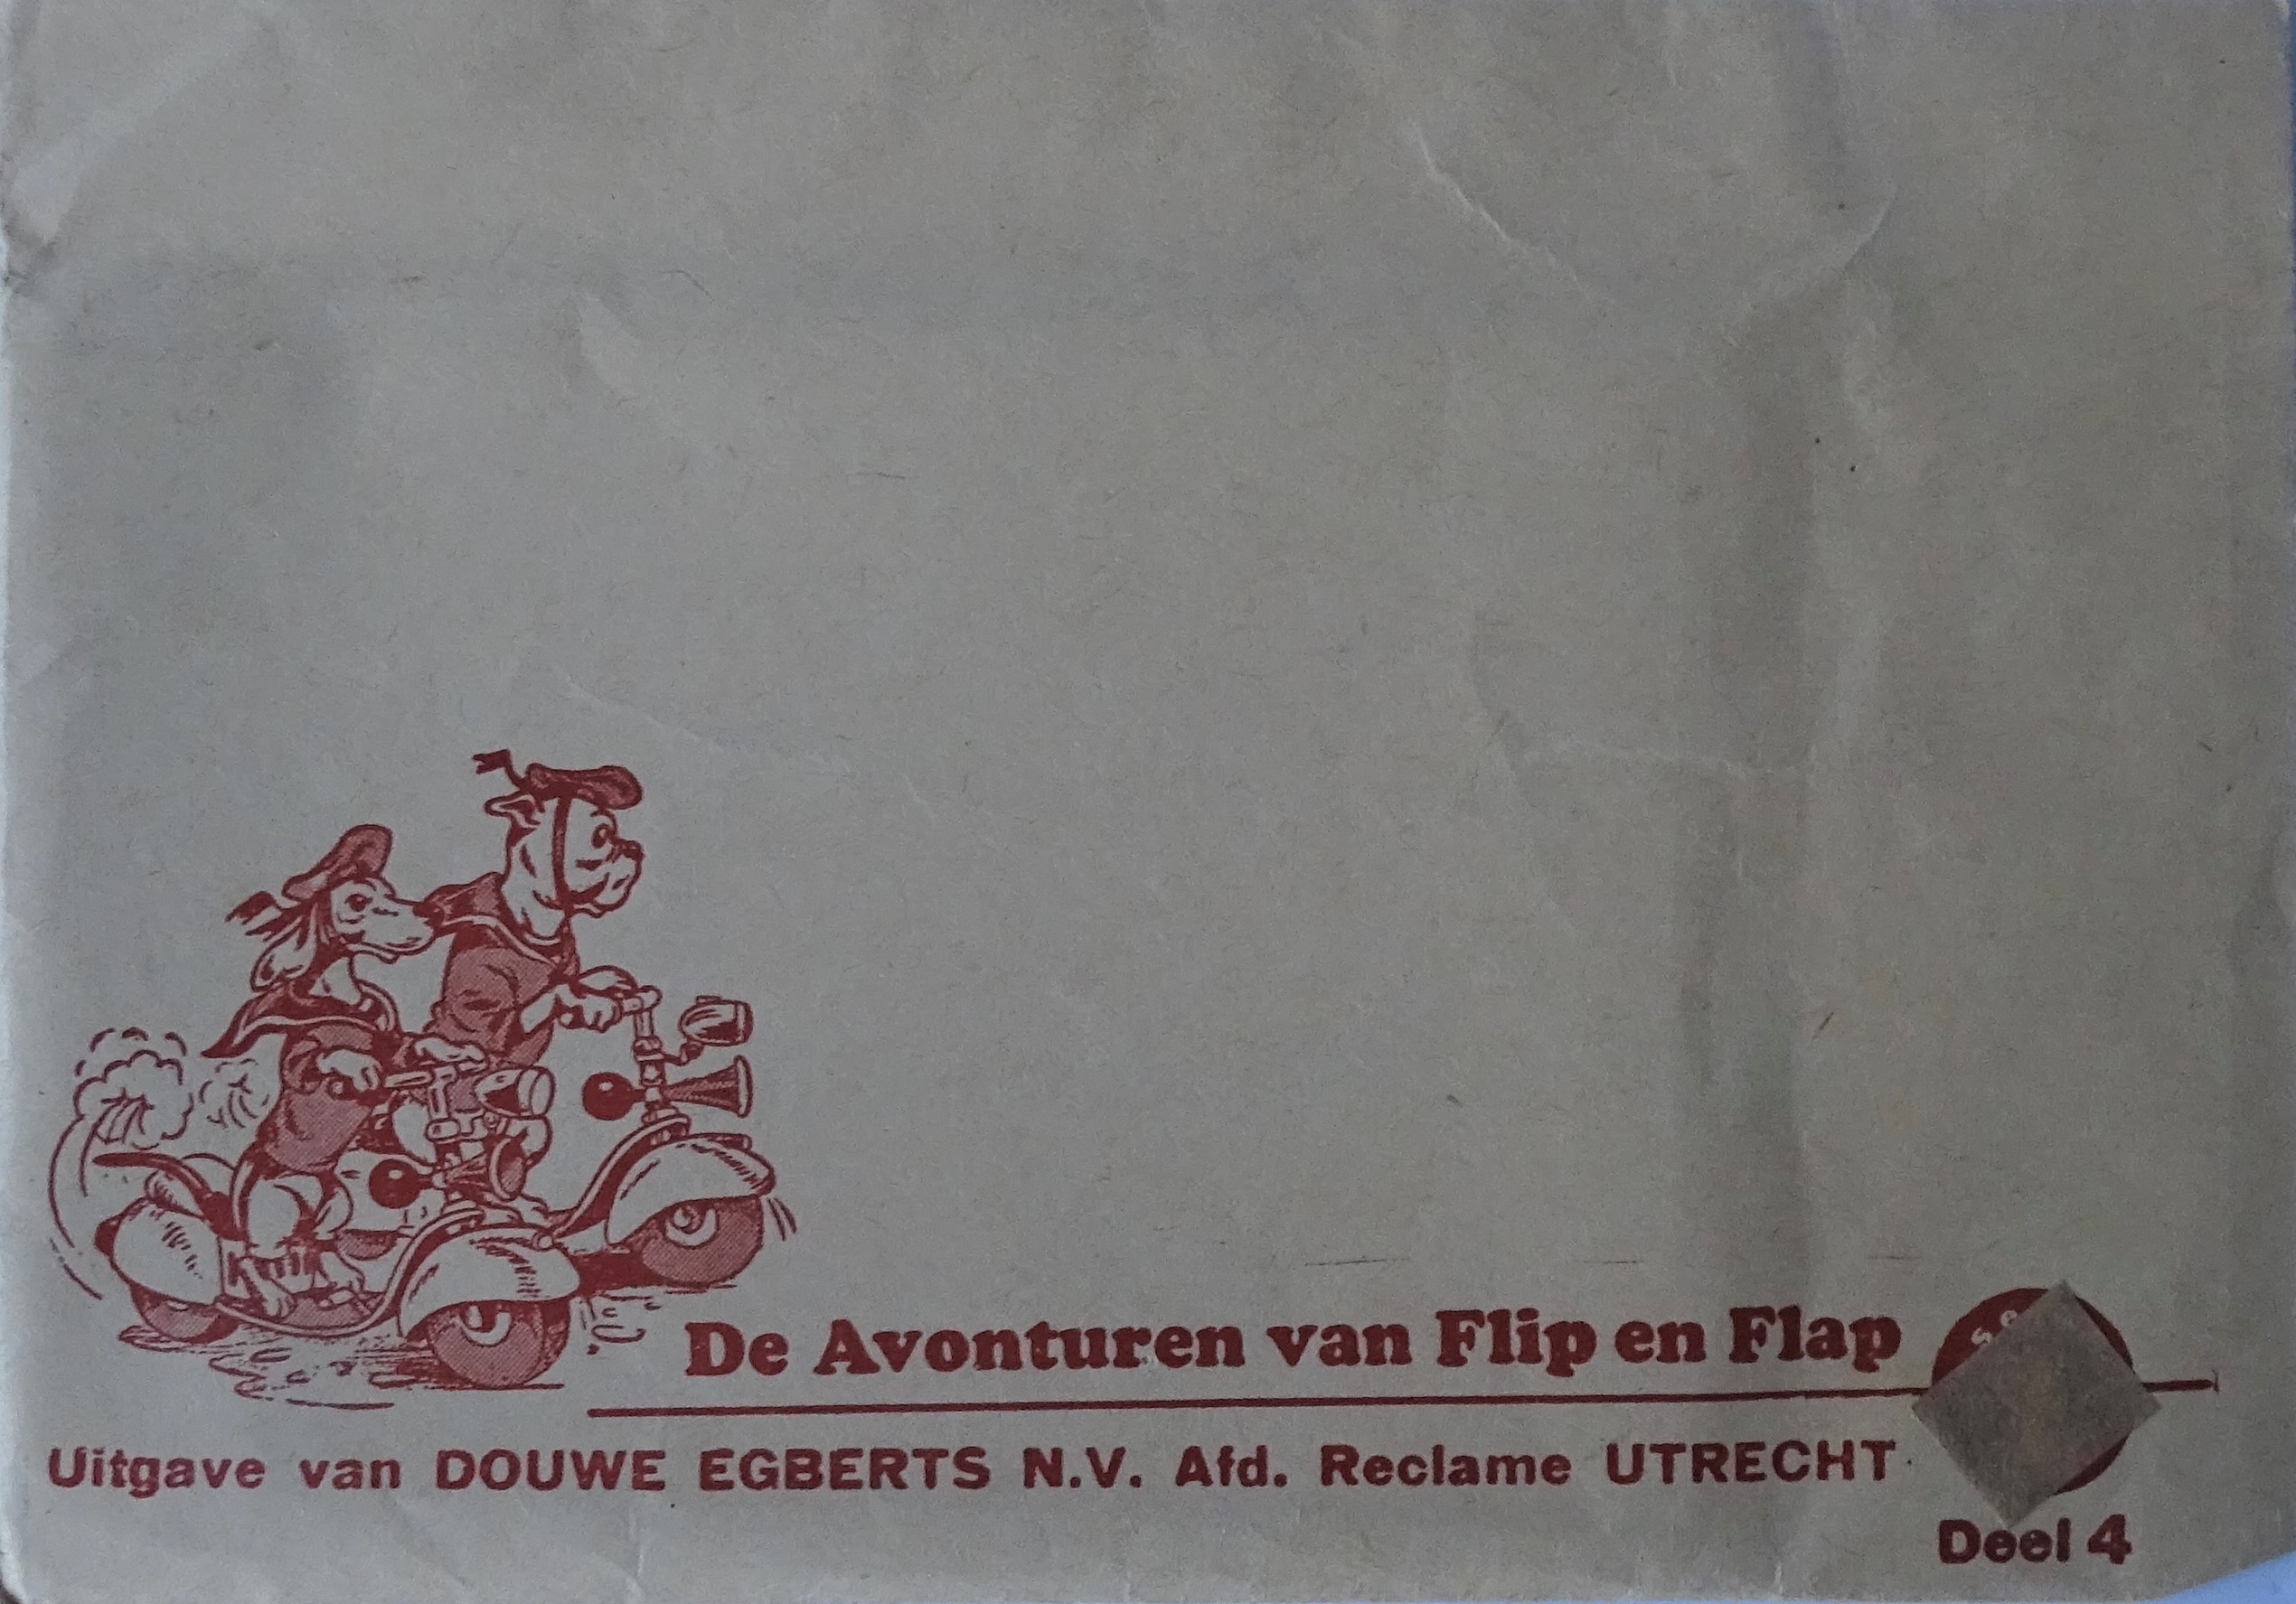 De Avonturen van Flip en Flap
Uitgave van DOUWE EGBERTS N.V. Afd. Reclame UTRECHT
Deel 4